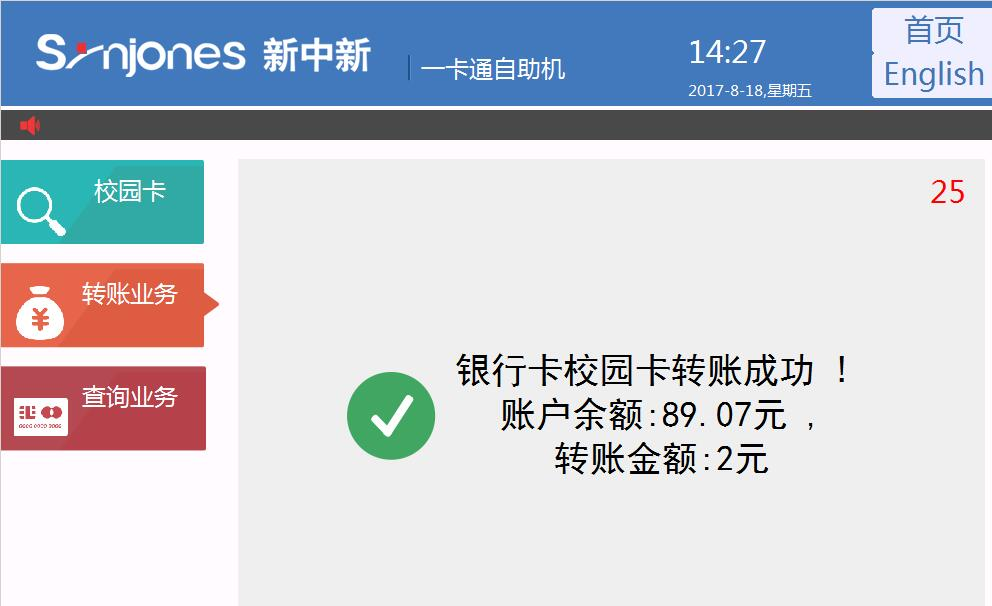 Synjones 新中新
一卡通自助机
14:27
2017-8-18,星期五
首页
English
校园卡
25
转账业务
查询业务
银行卡校园卡转账成功 !
账户余额:89.07元 ,
转账金额:2元